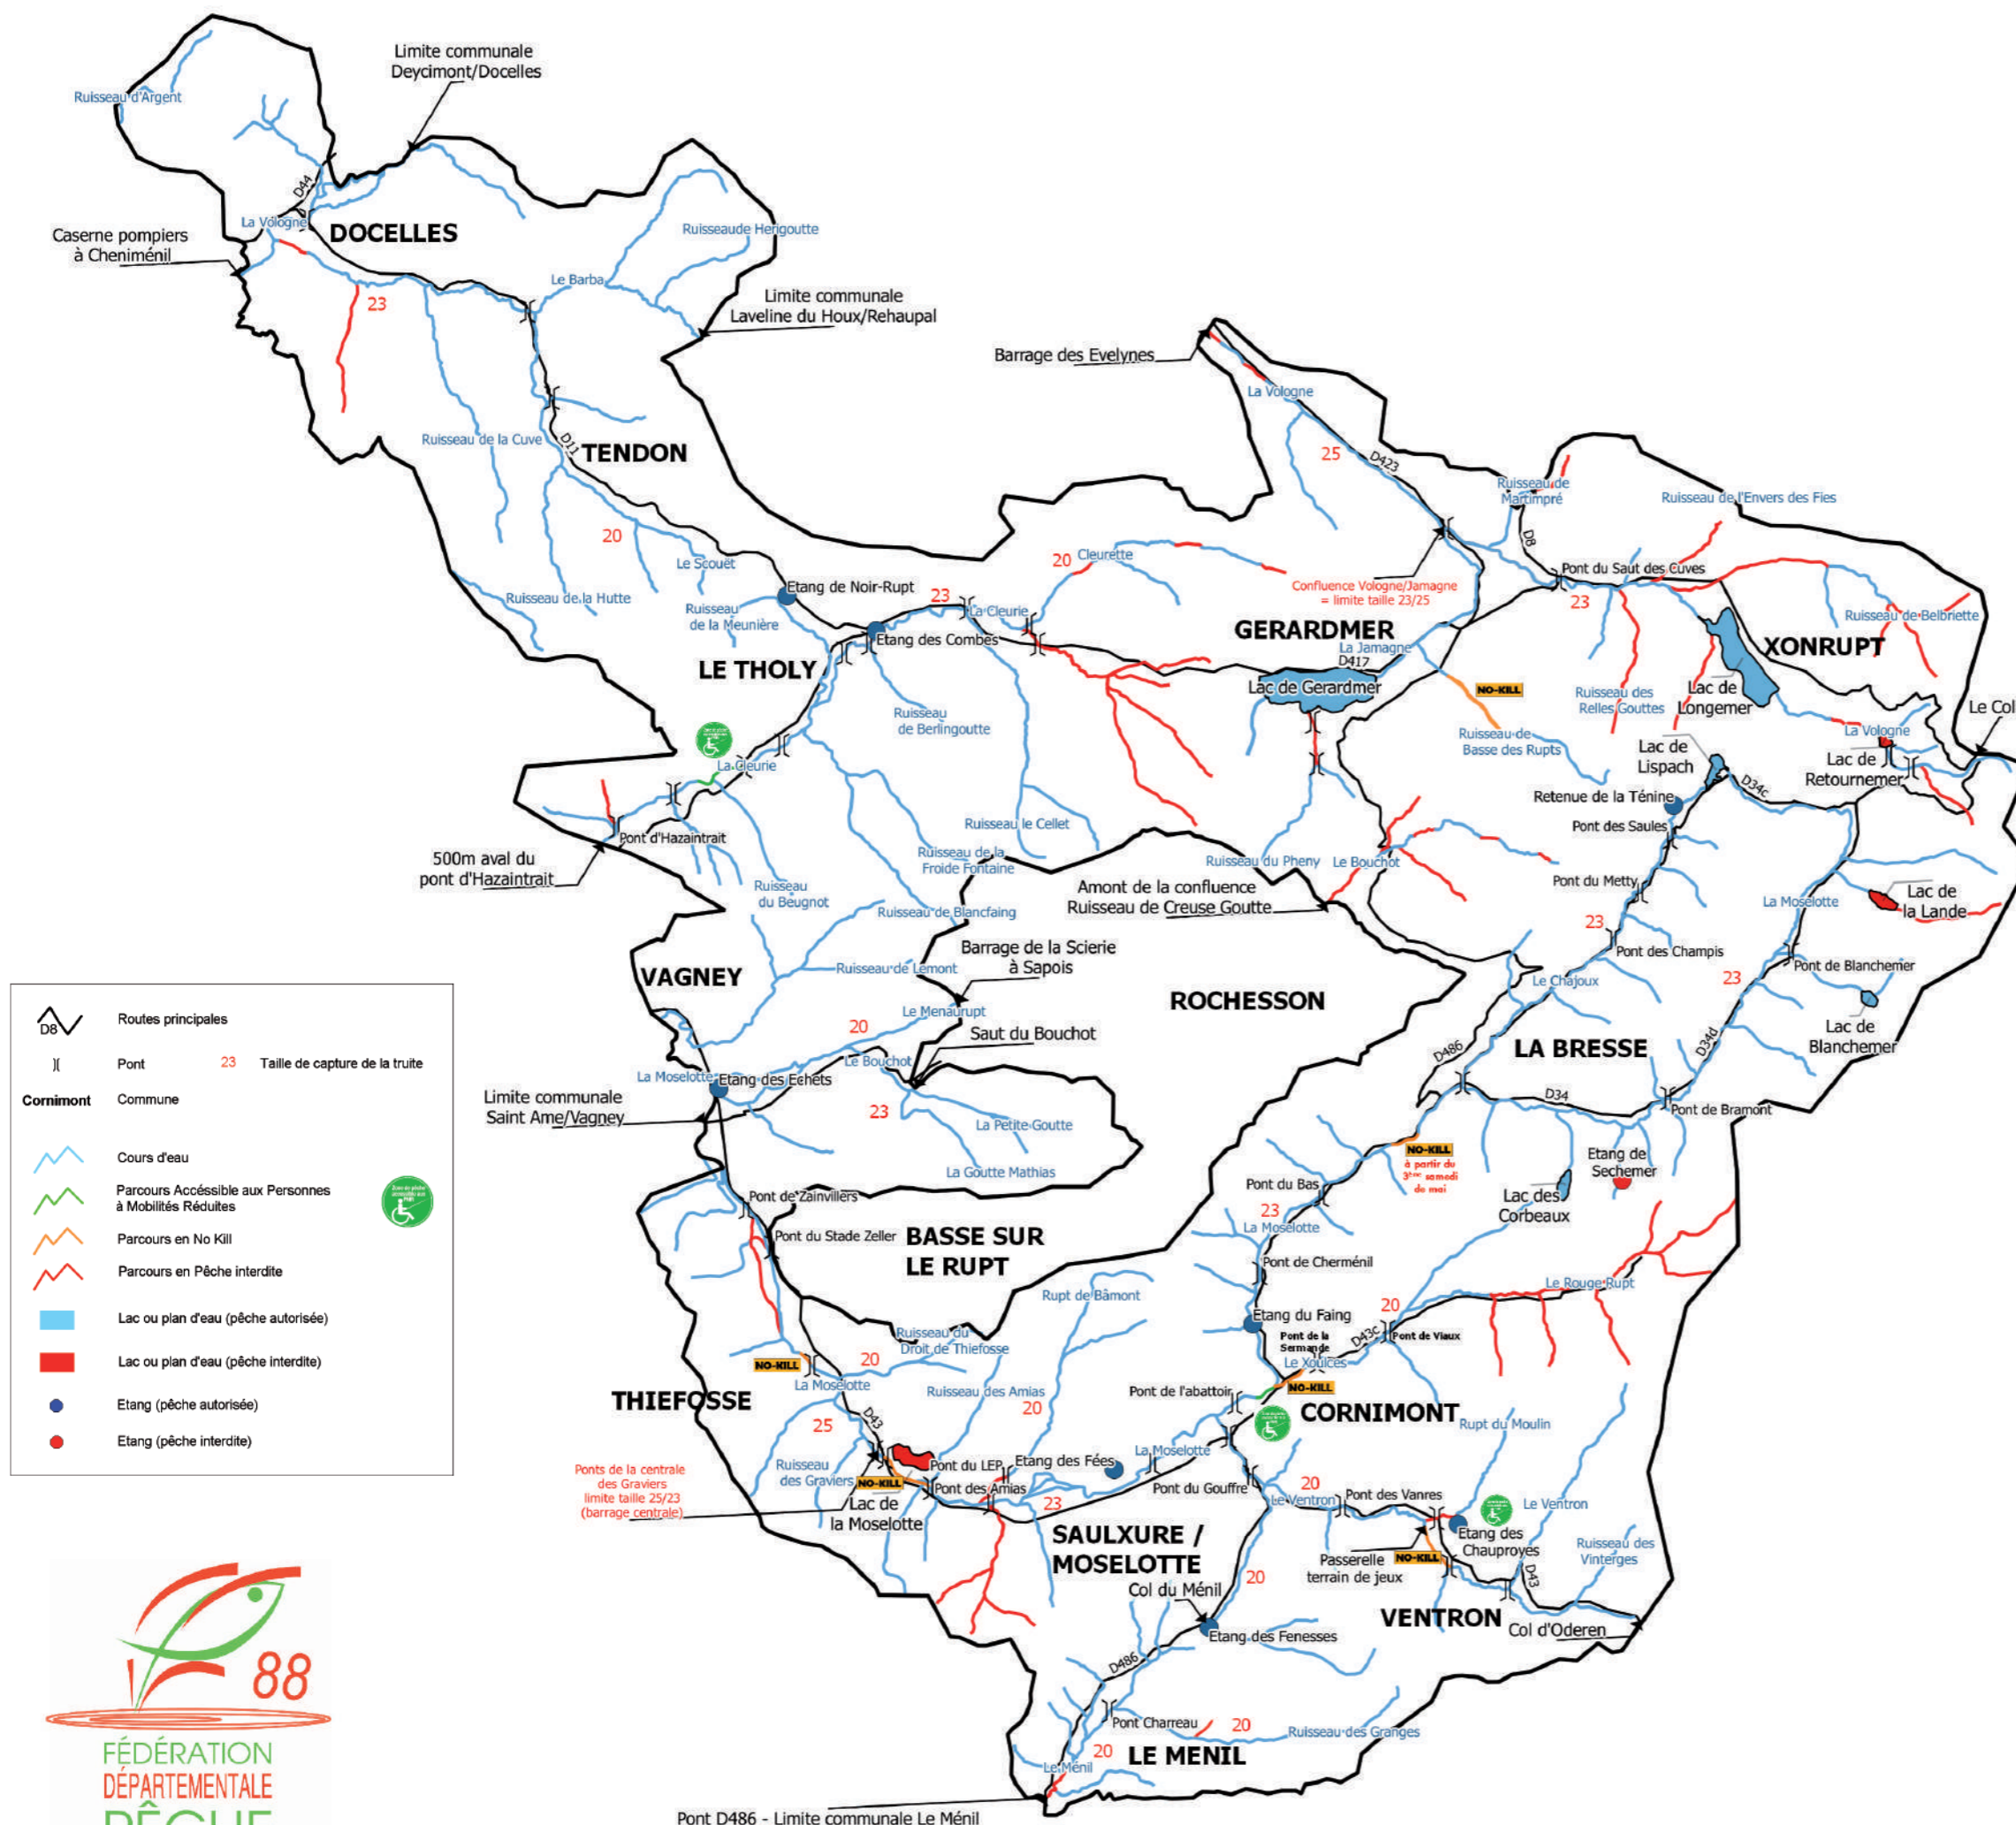 Limite communale
Deycimont/Docelles
Ruisseau d'Argent
D44
La Vologne
DOCELLES
Caserne pompiers
à Cheniménil
Ruisseaude Herigoutte
Le Barba
23
Limite communale
Laveline du Houx/Rehaupal
Barrage des Evelynes
La Vologne
Ruisseau de la Cuve
D11
TENDON
25
D423
Ruisseau de
Martimpré
Ruisseau de l'Envers des Fies
20
D8
Le Scouët
20
Cleurette
Confluence Vologne/Jamagne
= limite taille 23/25
Pont du Saut des Cuves
23
Etang de Noir-Rupt
Ruisseau de la Hutte
Ruisseau
de la Meunière
23
La Cleurie
Ruisseau de Belbriette
Etang des Combes
GERARDMER
La Jamagne
D417
XONRUPT
LE THOLY
Lac de Gerardmer
NO-KILL
Ruisseau des
Relles Gouttes
Lac de
Longemer
Le Col
Ruisseau
de Berlingoutte
Ruisseau de
Basse des Rupts
La Vologne
Lac de
Lispach
Lac de
Retournemer
La Cleurie
D34c
Retenue de la Ténine
Pont des Saules
Pont d'Hazaintrait
Ruisseau le Cellet
500m aval du
pont d'Hazaintrait
Ruisseau de la
Froide Fontaine
Ruisseau du Pheny
Le Bouchot
Ruisseau
du Beugnot
Amont de la confluence
Ruisseau de Creuse Goutte
Pont du Metty
La Moselotte
Lac de
la Lande
Ruisseau de Blancfaing
23
Pont des Champis
Barrage de la Scierie
à Sapois
VAGNEY
Ruisseau de Lémont
ROCHESSON
Le Chajoux
23
Pont de Blanchemer
Lac de
Blanchemer
Le Menaurupt
20
Saut du Bouchot
Le Bouchot
D486
LA BRESSE
D34d
La Moselotte
Etang des Echets
Limite communale
Saint Ame/Vagney
23
La Petite Goutte
La Goutte Mathias
D34
Pont de Bramont
NO-KILL
à partir du
3ème samedi
de mai
Etang de
Sechemer
Lac des
Corbeaux
Pont du Bas
23
La Moselotte
Pont de Zainvillers
Pont du Stade Zeller
BASSE SUR
LE RUPT
Pont de Cherménil
Rupt de Bâmont
Le Rouge Rupt
Etang du Faing
20
D43c
Pont de Viaux
Pont de la
Sermande
Le Xoulces
Ruisseau du
Droit de Thiefosse
20
NO-KILL
La Moselotte
Ruisseau des Amias
20
Pont de l'abattoir
NO-KILL
CORNIMONT
THIEFOSSE
D43
25
Rupt du Moulin
Ruisseau
des Graviers
Ponts de la centrale
des Graviers
limite taille 25/23
(barrage centrale)
NO-KILL
Lac de
la Moselotte
Pont du LEP
Pont des Amias
Etang des Fées
La Moselotte
23
Pont du Gouffre
20
Le Ventron
Pont des Vanres
Le Ventron
Etang des
Chauproyes
Ruisseau des
Vinterges
SAULXURE /
MOSELOTTE
Passerelle
terrain de jeux
NO-KILL
Col du Ménil
20
D43
VENTRON
Col d'Oderen
Etang des Fenesses
D486
Pont Charreau
20
Ruisseau des Granges
20
LE MENIL
Le Ménil
Pont D486 - Limite communale Le Ménil
D8
Routes principales
Pont
23
Taille de capture de la truite
Cornimont
Commune
Cours d'eau
Parcours Accéssible aux Personnes
à Mobilités Réduites
Parcours en No Kill
Parcours en Pêche interdite
Lac ou plan d'eau (pêche autorisée)
Lac ou plan d'eau (pêche interdite)
Etang (pêche autorisée)
Etang (pêche interdite)
88
FÉDÉRATION
DÉPARTEMENTALE
PÊCHE